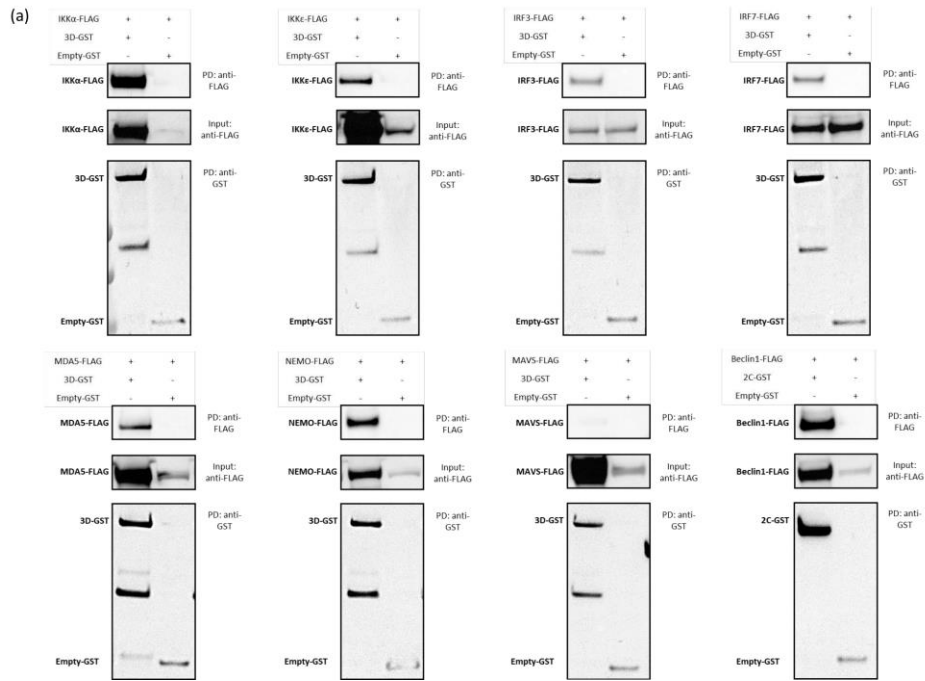 (a)
IKKα-FLAG + +
3D-GST + -
Empty-GST - +
IKKα-FLAG PD: anti-FLAG
IKKα-FLAG Input: anti-FLAG
3D-GST PD: anti-GST
Empty-GST
IKKε-FLAG + +
3D-GST + -
Empty-GST - +
IKKε-FLAG PD: anti-FLAG
IKKε-FLAG Input: anti-FLAG
3D-GST PD: anti-GST
Empty-GST
IRF3-FLAG + +
3D-GST + -
Empty-GST - +
IRF3-FLAG PD: anti-FLAG
IRF3-FLAG Input: anti-FLAG
3D-GST PD: anti-GST
Empty-GST
IRF7-FLAG + +
3D-GST + -
Empty-GST - +
IRF7-FLAG PD: anti-FLAG
IRF7-FLAG Input: anti-FLAG
3D-GST PD: anti-GST
Empty-GST
MDA5-FLAG + +
3D-GST + -
Empty-GST - +
MDA5-FLAG PD: anti-FLAG
MDA5-FLAG Input: anti-FLAG
3D-GST PD: anti-GST
Empty-GST
NEMO-FLAG + +
3D-GST + -
Empty-GST - +
NEMO-FLAG PD: anti-FLAG
NEMO-FLAG Input: anti-FLAG
3D-GST PD: anti-GST
Empty-GST
MAVS-FLAG + +
3D-GST + -
Empty-GST - +
MAVS-FLAG PD: anti-FLAG
MAVS-FLAG Input: anti-FLAG
3D-GST PD: anti-GST
Empty-GST
Beclin1-FLAG + +
2C-GST + -
Empty-GST - +
Beclin1-FLAG PD: anti-FLAG
Beclin1-FLAG Input: anti-FLAG
2C-GST PD: anti-GST
Empty-GST